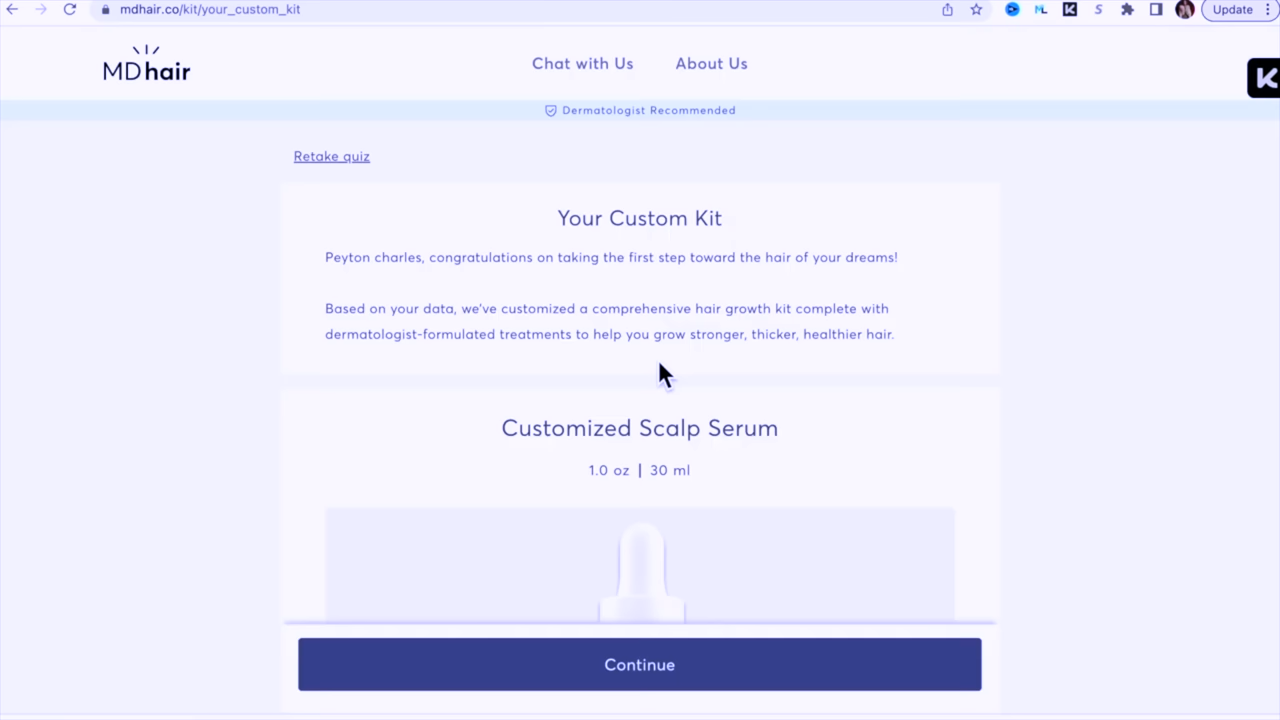 mdhair.co/kit/your_custom_kit
Update
MDhair
Chat with Us
About Us
Dermatologist Recommended
Retake quiz
Your Custom Kit
Peyton charles, congratulations on taking the first step toward the hair of your dreams!
Based on your data, we've customized a comprehensive hair growth kit complete with
dermatologist-formulated treatments to help you grow stronger, thicker, healthier hair.
Customized Scalp Serum
1.0 oz | 30 ml
Continue